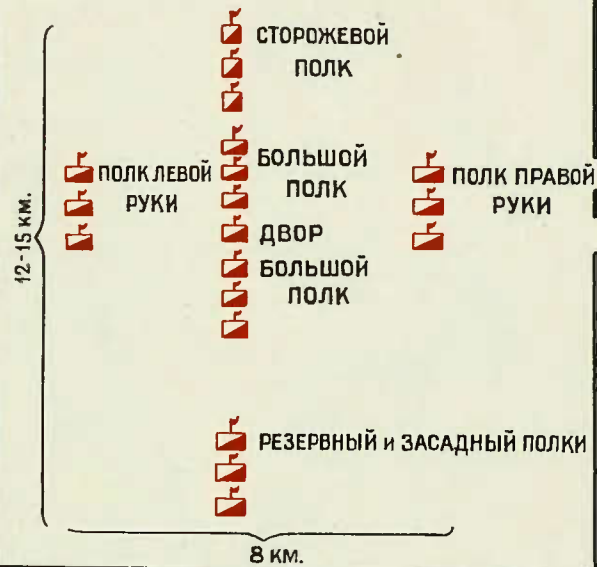 СТОРОЖЕВОЙ
ПОЛК
ПОЛК ЛЕВОЙ
РУКИ
БОЛЬШОЙ
ПОЛК
ПОЛК ПРАВОЙ
РУКИ
ДВОР
БОЛЬШОЙ
ПОЛК
12-15 КМ.
РЕЗЕРВНЫЙ и ЗАСАДНЫЙ ПОЛКИ
8 КМ.